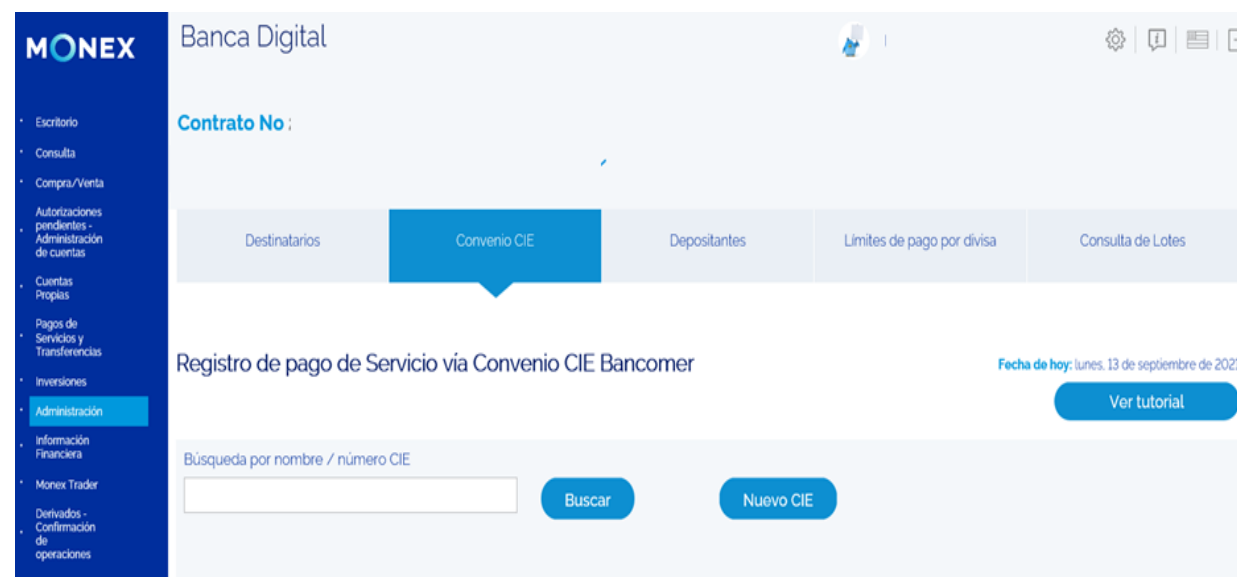 MONEX
Banca Digital
Escritorio
Consulta
Compra/Venta
Autorizaciones
pendientes -
Administración
de cuentas
Cuentas
Propias
Pagos de
Servicios y
Transferencias
Inversiones
Administración
Información
Financiera
Monex Trader
Derivados -
Confirmación
de
operaciones
Contrato No :
Destinatarios
Convenio CIE
Depositantes
Límites de pago por divisa
Consulta de Lotes
Registro de pago de Servicio vía Convenio CIE Bancomer
Fecha de hoy: lunes, 13 de septiembre de
Ver tutorial
Búsqueda por nombre / número CIE
Buscar
Nuevo CIE